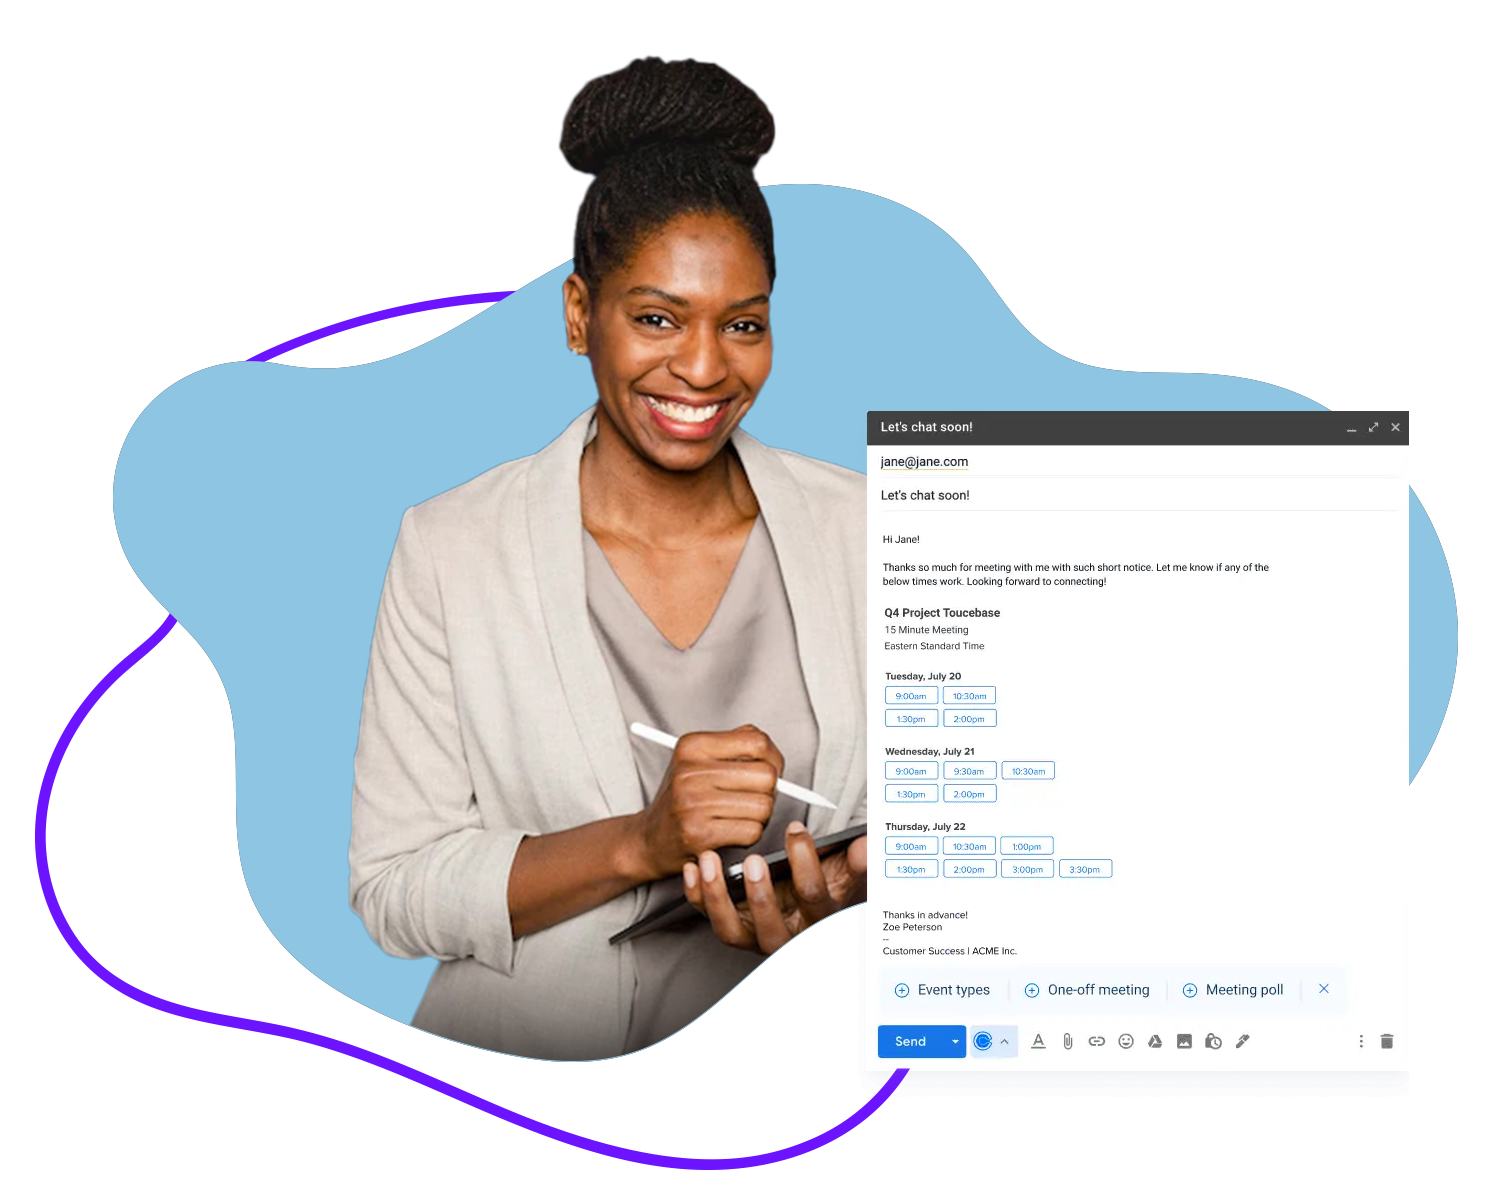 Let's chat soon!
jane@jane.com
Let's chat soon!
Hi Jane!
Thanks so much for meeting with me with such short notice. Let me know if any of the
below times work. Looking forward to connecting!
Q4 Project Toucebase
15 Minute Meeting
Eastern Standard Time
Tuesday, July 20
9:00am 10:30am
1:30pm 2:00pm
Wednesday, July 21
9:00am 9:30am 10:30am
1:30pm 2:00pm
Thursday, July 22
9:00am 10:30am 1:00pm
1:30pm 2:00pm 3:00pm 3:30pm
Thanks in advance!
Zoe Peterson
--
Customer Success | ACME Inc.
Event types One-off meeting Meeting poll
Send